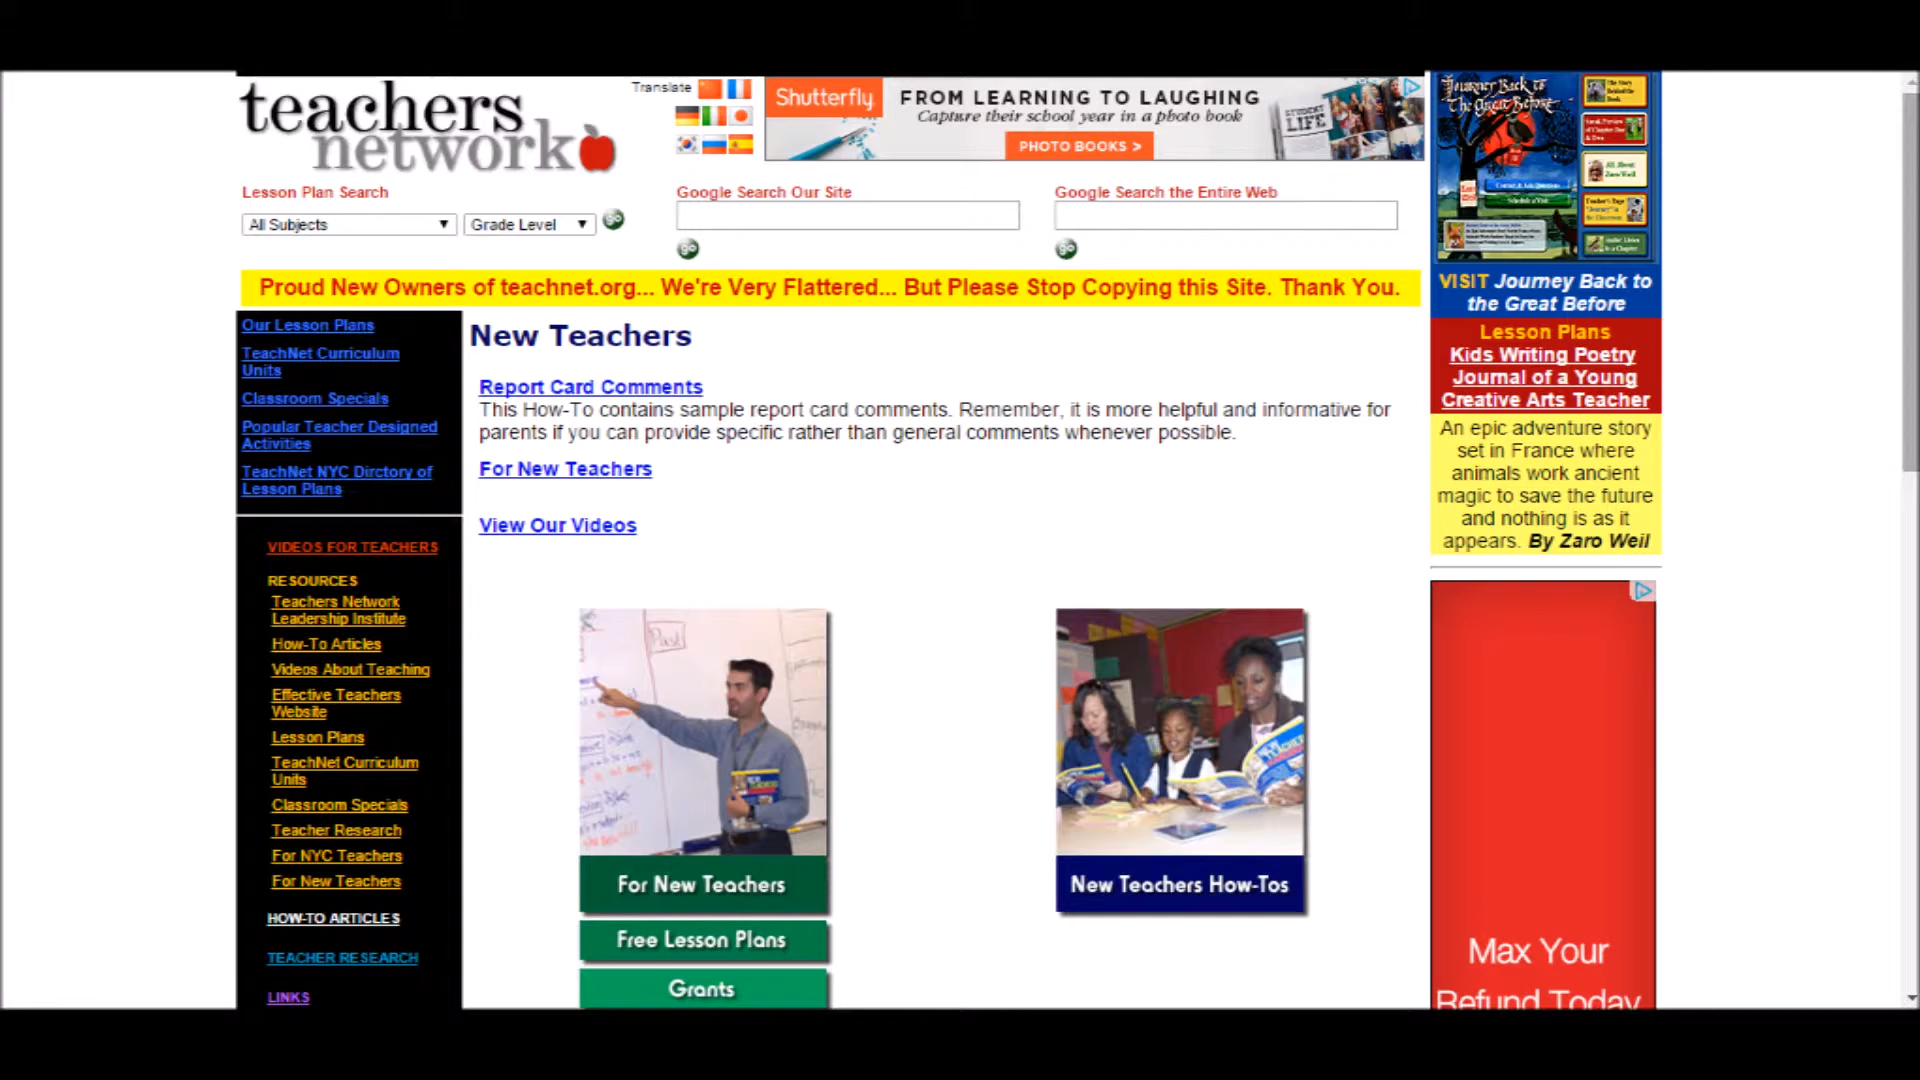 teachers
network
Translate
Shutterfly
FROM LEARNING TO LAUGHING
Capture their school year in a photo book
PHOTO BOOKS >
STUDENT
LIFE
Lesson Plan Search
All Subjects
Grade Level
go
Google Search Our Site
go
Google Search the Entire Web
go
Proud New Owners of teachnet.org... We're Very Flattered... But Please Stop Copying this Site. Thank You.
Our Lesson Plans
TeachNet Curriculum
Units
Classroom Specials
Popular Teacher Designed
Activities
TeachNet NYC Dirctory of
Lesson Plans
VIDEOS FOR TEACHERS
RESOURCES
Teachers Network
Leadership Institute
How-To Articles
Videos About Teaching
Effective Teachers
Website
Lesson Plans
TeachNet Curriculum
Units
Classroom Specials
Teacher Research
For NYC Teachers
For New Teachers
HOW-TO ARTICLES
TEACHER RESEARCH
LINKS
New Teachers
Report Card Comments
This How-To contains sample report card comments. Remember, it is more helpful and informative for
parents if you can provide specific rather than general comments whenever possible.
For New Teachers
View Our Videos
Past
For New Teachers
Free Lesson Plans
Grants
New Teachers How-Tos
Journey Back to
The Great Before
VISIT Journey Back to
the Great Before
Lesson Plans
Kids Writing Poetry
Journal of a Young
Creative Arts Teacher
An epic adventure story
set in France where
animals work ancient
magic to save the future
and nothing is as it
appears. By Zaro Weil
Max Your
Refund Today